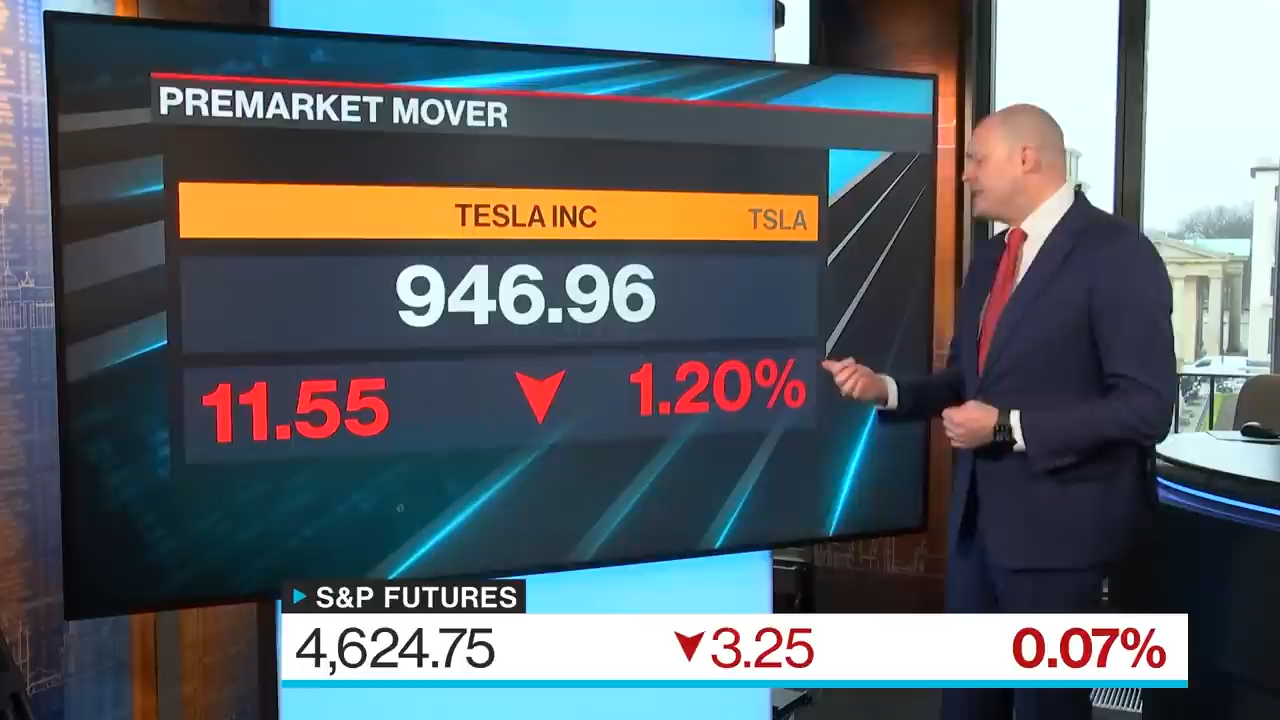 PREMARKET MOVER
TESLA INC TSLA
946.96
11.55 1.20%
S&P FUTURES
4,624.75 3.25 0.07%